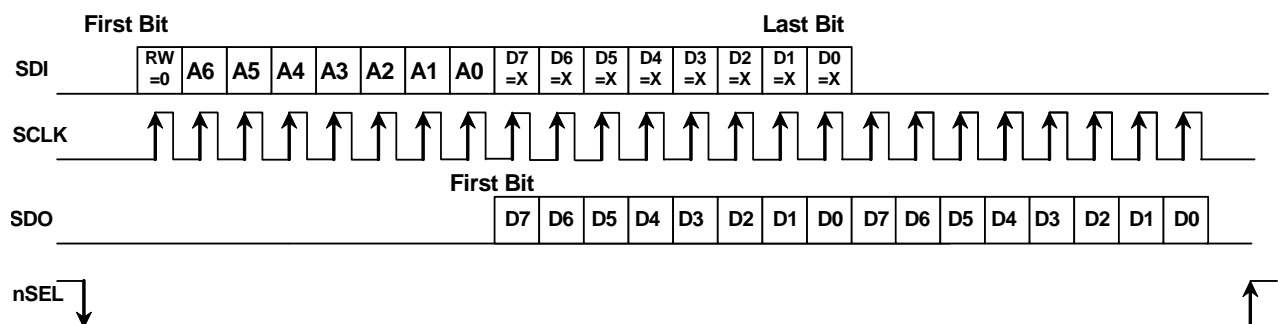 First Bit Last Bit
SDI RW =0 A6 A5 A4 A3 A2 A1 A0 D7 =X D6 =X D5 =X D4 =X D3 =X D2 =X D1 =X D0 =X
SCLK
First Bit
SDO D7 D6 D5 D4 D3 D2 D1 D0 D7 D6 D5 D4 D3 D2 D1 D0
nSEL